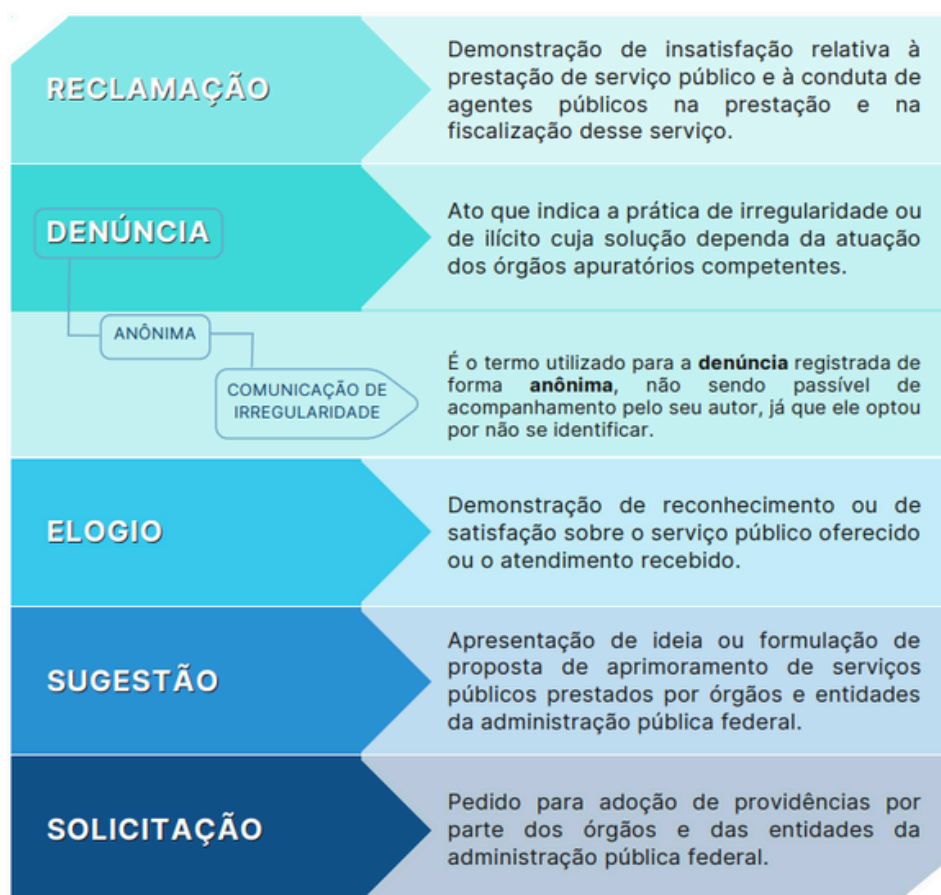 RECLAMAÇÃO
Demonstração de insatisfação relativa à
prestação de serviço público e à conduta de
agentes públicos na prestação e na
fiscalização desse serviço.
DENÚNCIA
Ato que indica a prática de irregularidade ou
de ilícito cuja solução dependa da atuação
dos órgãos apuratórios competentes.
ANÔNIMA
COMUNICAÇÃO DE
IRREGULARIDADE
É o termo utilizado para a denúncia registrada de
forma anônima, não sendo passível de
acompanhamento pelo seu autor, já que ele optou
por não se identificar.
ELOGIO
Demonstração de reconhecimento ou de
satisfação sobre o serviço público oferecido
ou o atendimento recebido.
SUGESTÃO
Apresentação de ideia ou formulação de
proposta de aprimoramento de serviços
públicos prestados por órgãos e entidades
da administração pública federal.
SOLICITAÇÃO
Pedido para adoção de providências por
parte dos órgãos e das entidades da
administração pública federal.